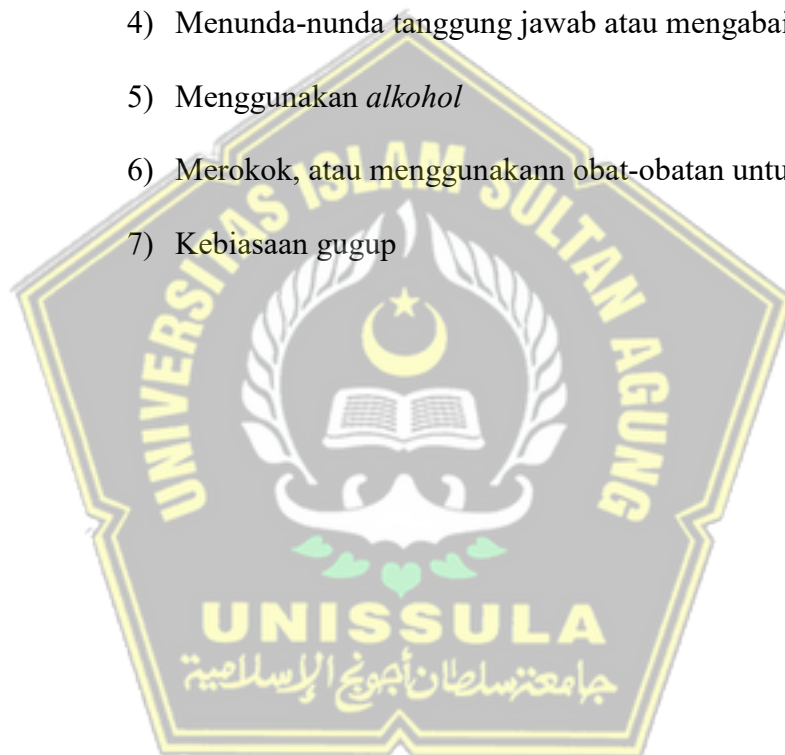 4) Menunda-nunda tanggung jawab atau mengabai
5) Menggunakan alkohol
6) Merokok, atau menggunakann obat-obatan untu
7) Kebiasaan gugup
UNIVERSITAS ISLAM SULTAN AGUNG
UNISSULA
جامعة سلطان أجونج الإسلامية